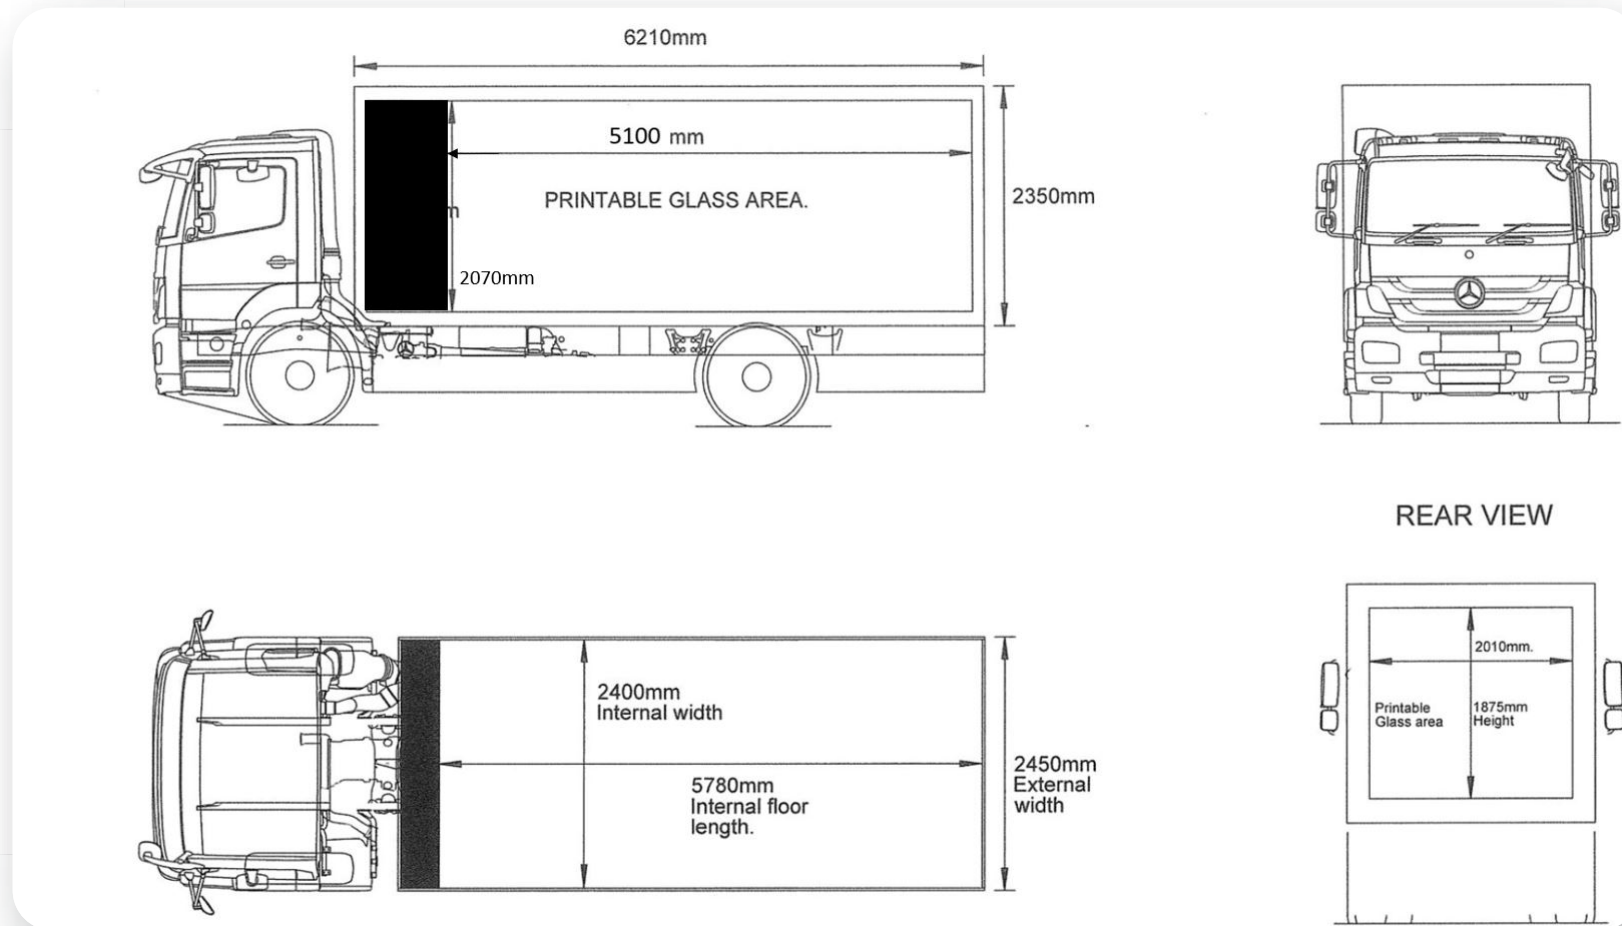 6210mm
5100 mm
PRINTABLE GLASS AREA.
2350mm
2070mm
REAR VIEW
2400mm
Internal width
5780mm
Internal floor
length.
2450mm
External
width
2010mm.
Printable
Glass area
1875mm
Height